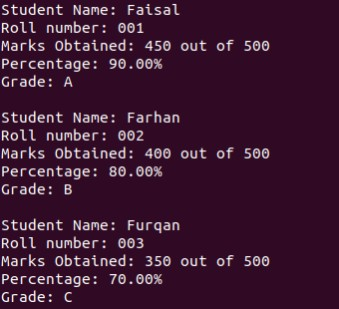 Student Name: Faisal
Roll number: 001
Marks Obtained: 450 out of 500
Percentage: 90.00%
Grade: A
Student Name: Farhan
Roll number: 002
Marks Obtained: 400 out of 500
Percentage: 80.00%
Grade: B
Student Name: Furqan
Roll number: 003
Marks Obtained: 350 out of 500
Percentage: 70.00%
Grade: C